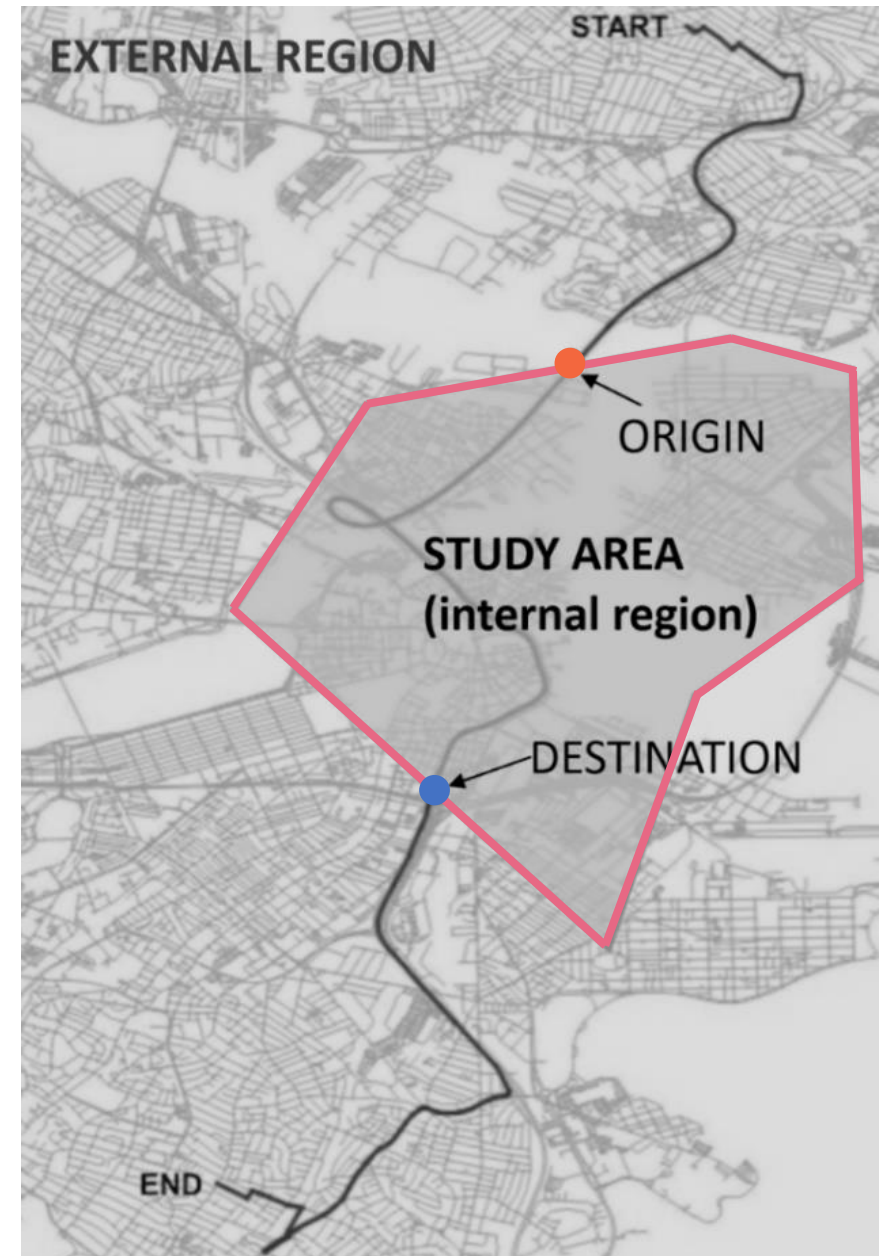 START
EXTERNAL REGION
ORIGIN
STUDY AREA
(internal region)
DESTINATION
END